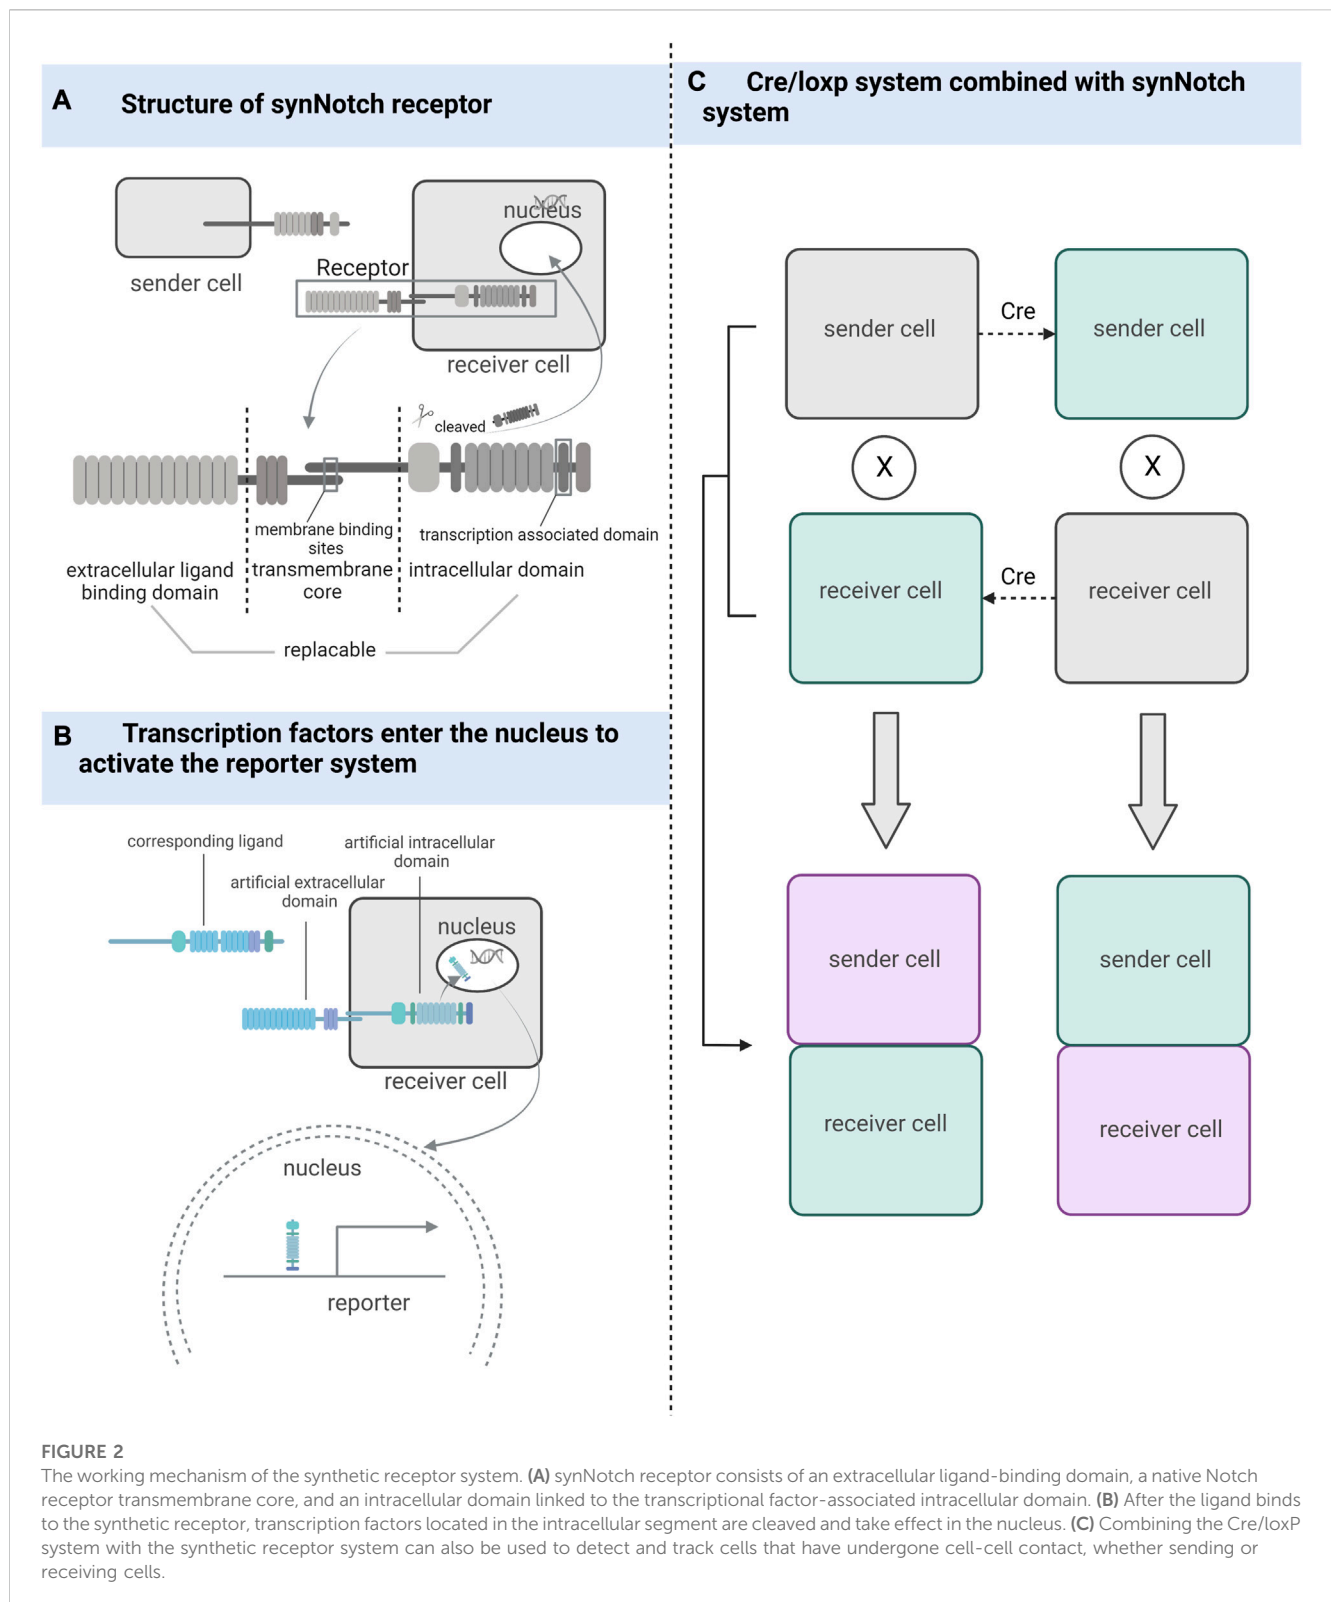 A Structure of synNotch receptor
nucleus
sender cell
Receptor
receiver cell
cleaved
membrane binding
sites
transcription associated domain
extracellular ligand
binding domain
transmembrane
core
intracellular domain
replacable
B Transcription factors enter the nucleus to
activate the reporter system
corresponding ligand
artificial intracellular
domain
artificial extracellular
domain
nucleus
receiver cell
nucleus
reporter
C Cre/loxp system combined with synNotch
system
sender cell
Cre
sender cell
X
X
receiver cell
Cre
receiver cell
sender cell
sender cell
receiver cell
receiver cell
FIGURE 2
The working mechanism of the synthetic receptor system. (A) synNotch receptor consists of an extracellular ligand-binding domain, a native Notch
receptor transmembrane core, and an intracellular domain linked to the transcriptional factor-associated intracellular domain. (B) After the ligand binds
to the synthetic receptor, transcription factors located in the intracellular segment are cleaved and take effect in the nucleus. (C) Combining the Cre/loxP
system with the synthetic receptor system can also be used to detect and track cells that have undergone cell-cell contact, whether sending or
receiving cells.